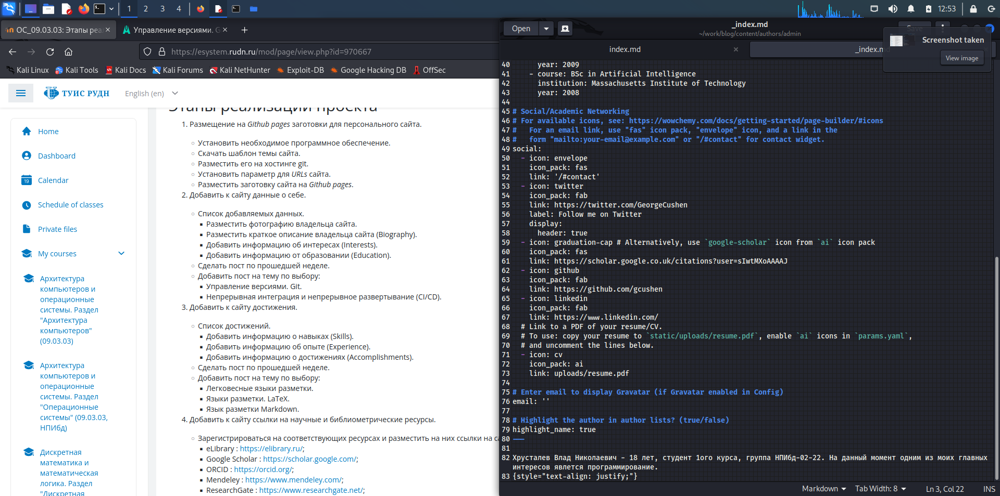 1
2
3
4
12:53
ОС_09.03.03: Этапы реа
Управление версиями. G
https://esystem.rudn.ru/mod/page/view.php?id=970667
Kali Linux
Kali Tools
Kali Docs
Kali Forums
Kali NetHunter
Exploit-DB
Google Hacking DB
OffSec
ТУИС РУДН
English (en)
Home
Dashboard
19
Calendar
Schedule of classes
Private files
My courses
Архитектура
компьютеров и
операционные
системы. Раздел
"Архитектура
компьютеров"
(09.03.03)
Архитектура
компьютеров и
операционные
системы. Раздел
"Операционные
системы" (09.03.03,
НПИбд)
Дискретная
математика и
математическая
логика. Раздел
"Дискретная
Этапы реализации проекта
1. Размещение на Github pages заготовки для персонального сайта.
Установить необходимое программное обеспечение.
Скачать шаблон темы сайта.
Разместить его на хостинге git.
Установить параметр для URLs сайта.
Разместить заготовку сайта на Github pages.
2. Добавить к сайту данные о себе.
Список добавляемых данных.
Разместить фотографию владельца сайта.
Разместить краткое описание владельца сайта (Biography).
Добавить информацию об интересах (Interests).
Добавить информацию от образовании (Education).
Сделать пост по прошедшей неделе.
Добавить пост на тему по выбору:
Управление версиями. Git.
Непрерывная интеграция и непрерывное развертывание (CI/CD).
3. Добавить к сайту достижения.
Список достижений.
Добавить информацию о навыках (Skills).
Добавить информацию об опыте (Experience).
Добавить информацию о достижениях (Accomplishments).
Сделать пост по прошедшей неделе.
Добавить пост на тему по выбору:
Легковесные языки разметки.
Языки разметки. LaTeX.
Язык разметки Markdown.
4. Добавить к сайту ссылки на научные и библиометрические ресурсы.
Зарегистрироваться на соответствующих ресурсах и разместить на них ссылки на са
eLibrary : https://elibrary.ru/;
Google Scholar : https://scholar.google.com/;
ORCID : https://orcid.org/;
Mendeley : https://www.mendeley.com/;
ResearchGate : https://www.researchgate.net/;
Open
_index.md
~/work/blog/content/authors/admin
Save
Screenshot taken
View image
index.md
_index.m
40 year: 2009
41 - course: BSc in Artificial Intelligence
42 institution: Massachusetts Institute of Technology
43 year: 2008
44
45 # Social/Academic Networking
46 # For available icons, see: https://wowchemy.com/docs/getting-started/page-builder/#icons
47 # For an email link, use "fas" icon pack, "envelope" icon, and a link in the
48 # form "mailto:your-email@example.com" or "/#contact" for contact widget.
49 social:
50 - icon: envelope
51 icon_pack: fas
52 link: '/#contact'
53 - icon: twitter
54 icon_pack: fab
55 link: https://twitter.com/GeorgeCushen
56 label: Follow me on Twitter
57 display:
58 header: true
59 - icon: graduation-cap # Alternatively, use `google-scholar` icon from `ai` icon pack
60 icon_pack: fas
61 link: https://scholar.google.co.uk/citations?user=sIwtMXoAAAAJ
62 - icon: github
63 icon_pack: fab
64 link: https://github.com/gcushen
65 - icon: linkedin
66 icon_pack: fab
67 link: https://www.linkedin.com/
68 # Link to a PDF of your resume/CV.
69 # To use: copy your resume to `static/uploads/resume.pdf`, enable `ai` icons in `params.yaml`,
70 # and uncomment the lines below.
71 - icon: cv
72 icon_pack: ai
73 link: uploads/resume.pdf
74
75 # Enter email to display Gravatar (if Gravatar enabled in Config)
76 email: ''
77
78 # Highlight the author in author lists? (true/false)
79 highlight_name: true
80 ---
81
82 Хрусталев Влад Николаевич - 18 лет, студент 1ого курса, группа НПИбд-02-22. На данный момент одним из моих главных
интересов явлется программирование.
83 {style="text-align: justify;"}
Markdown
Tab Width: 8
Ln 3, Col 22
INS